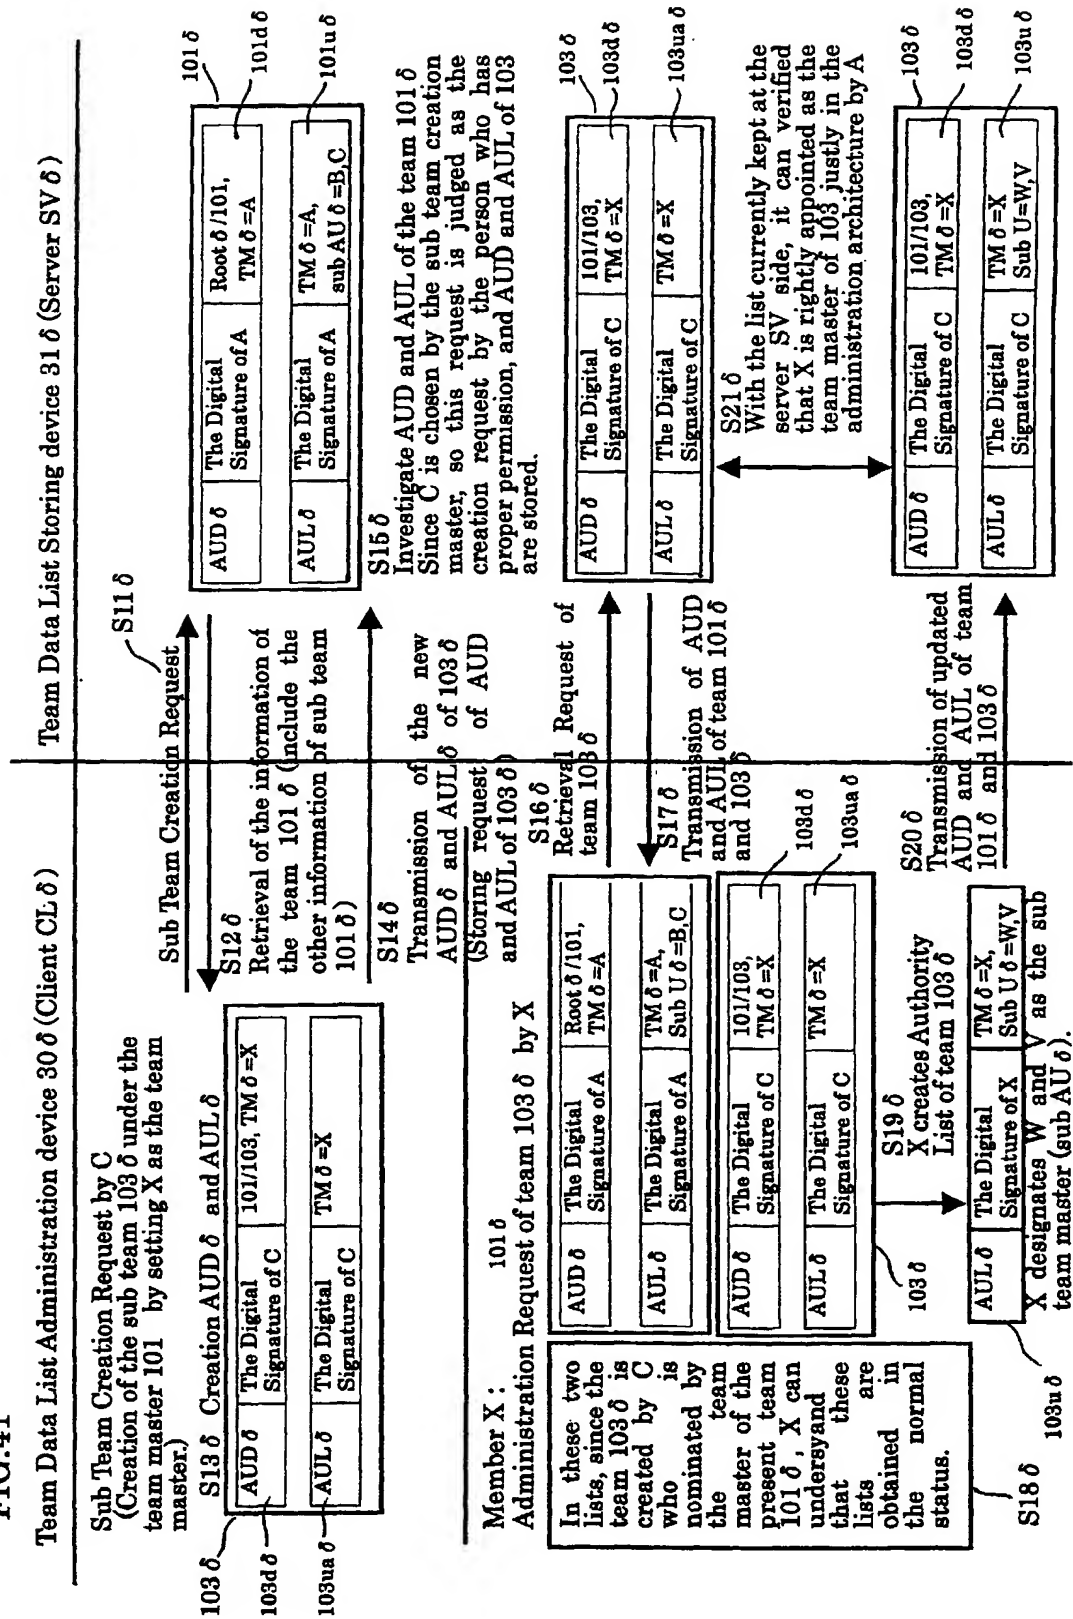 Team Data List Administration device 30δ (Client CLδ)
Team Data List Storing device 31δ (Server SVδ)
Sub Team Creation Request by C
(Creation of the sub team 103δ under the
team master 101 by setting X as the team
master.)
S13δ Creation AUDδ and AULδ
103δ
AUDδ
The Digital
Signature of C
101/103, TMδ=X
103dδ
AULδ
The Digital
Signature of C
TMδ=X
103uaδ
Sub Team Creation Request
S11δ
S12δ
Retrieval of the information of
the team 101δ (include the
other information of sub team
101δ)
S14δ
Transmission of the new
AUDδ and AULδ of 103δ
(Storing request of AUD
and AUL of 103δ)
101δ
AUDδ
The Digital
Signature of A
Rootδ/101,
TMδ=A
101dδ
AULδ
The Digital
Signature of A
TMδ=A,
sub AUδ=B,C
101uδ
S15δ
Investigate AUD and AUL of the team 101δ
Since C is chosen by the sub team creation
master, so this request is judged as the
creation request by the person who has
proper permission, and AUD and AUL of 103
are stored.
Member X :
101δ
Administration Request of team 103δ by X
In these two
lists, since the
team 103δ is
created by C
who is
nominated by
the team
master of the
present team
101δ, X can
undersyand
that these
lists are
obtained in
the normal
status.
S18δ
AUDδ
The Digital
Signature of A
Rootδ/101,
TMδ=A
AULδ
The Digital
Signature of A
TMδ=A,
Sub Uδ=B,C
AUDδ
The Digital
Signature of C
101/103,
TMδ=X
103dδ
AULδ
The Digital
Signature of C
TMδ=X
103uaδ
103δ
S19δ
X creates Authority
List of team 103δ
AULδ
The Digital
Signature of X
TMδ=X,
Sub Uδ=W,V
X designates W and V as the sub
team master (sub AUδ).
103uδ
S16δ
Retrieval Request of
team 103δ
S17δ
Transmission of AUD
and AUL of team 101δ
and 103δ
S20δ
Transmission of updated
AUD and AUL of team
101δ and 103δ
103δ
AUDδ
The Digital
Signature of C
101/103,
TMδ=X
103dδ
AULδ
The Digital
Signature of C
TMδ=X
103uaδ
S21δ
With the list currently kept at the
server SV side, it can verified
that X is rightly appointed as the
team master of 103 justly in the
administration architecture by A
103δ
AUDδ
The Digital
Signature of C
101/103,
TMδ=X
103dδ
AULδ
The Digital
Signature of C
TMδ=X
Sub U=W,V
103uδ